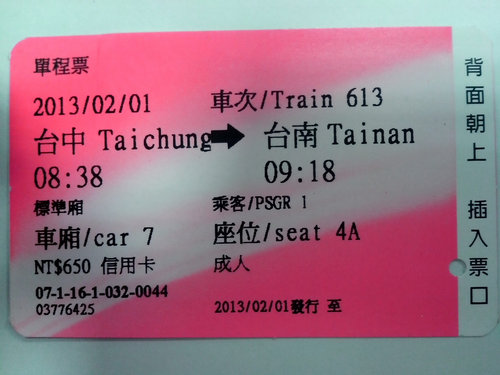 單程票
2013/02/01 車次/Train 613
台中 Taichung → 台南 Tainan
08:38 09:18
標準廂 乘客/PSGR 1
車廂/car 7 座位/seat 4A
NT$650 信用卡 成人
07-1-16-1-032-0044
03776425 2013/02/01發行 至
背面朝上 插入票口